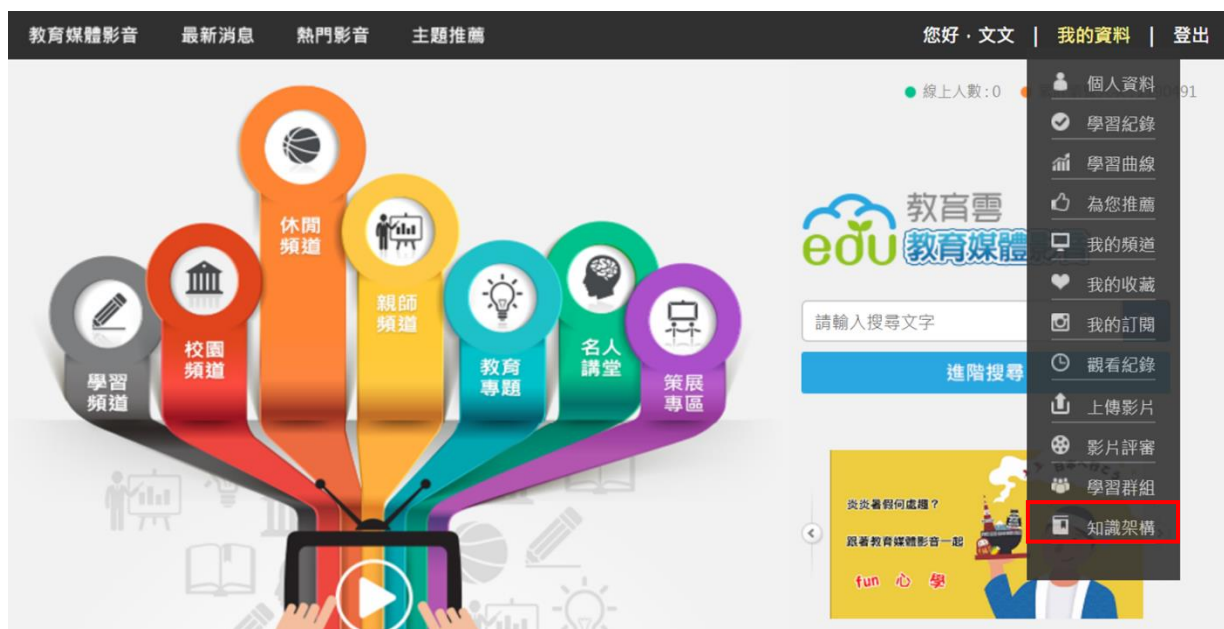 教育媒體影音 最新消息 熱門影音 主題推薦 您好·文文 | 我的資料 | 登出
線上人數:0
491
個人資料
學習紀錄
學習曲線
為您推薦
我的頻道
我的收藏
我的訂閱
觀看紀錄
上傳影片
影片評審
學習群組
知識架構
休閒
頻道
親師
頻道
校園
頻道
學習
頻道
教育
專題
名人
講堂
策展
專區
教育雲
edu 教育媒體影音
請輸入搜尋文字
進階搜尋
炎炎暑假何處趣?
跟著教育媒體影音一起
fun 心 學